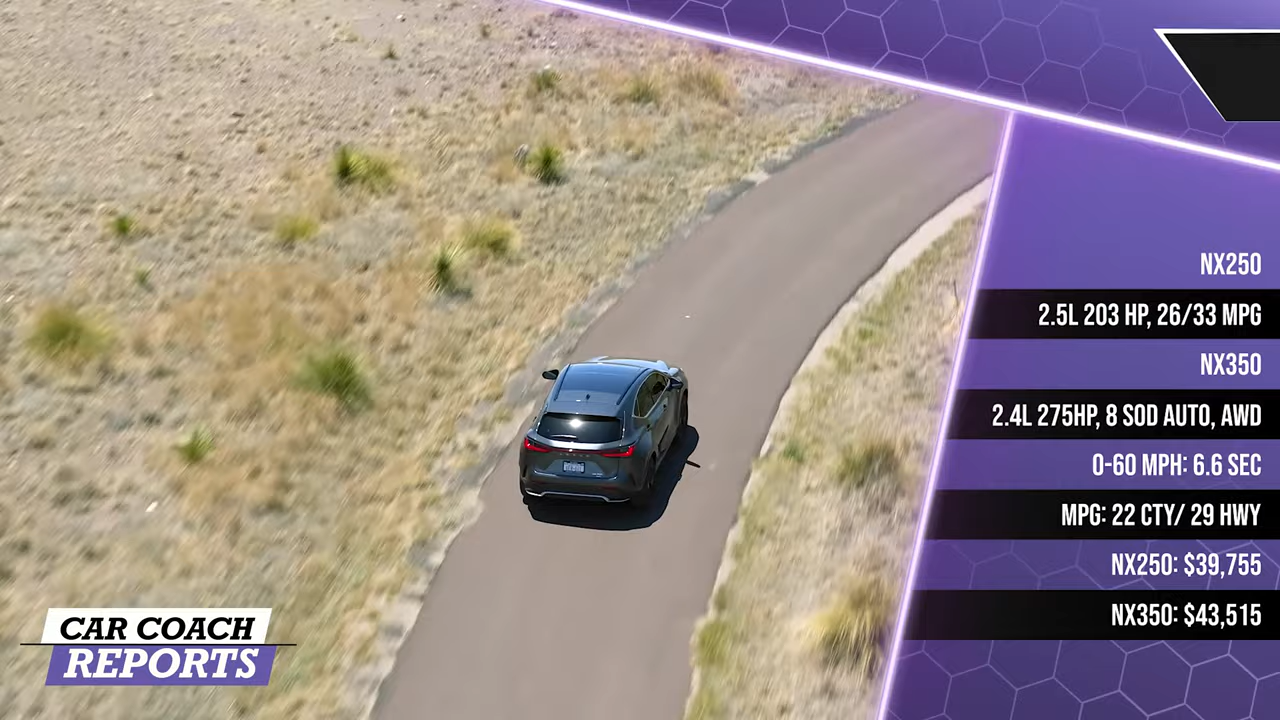 NX250
2.5L 203 HP, 26/33 MPG
NX350
2.4L 275HP, 8 SOD AUTO, AWD
0-60 MPH: 6.6 SEC
MPG: 22 CTY/ 29 HWY
NX250: $39,755
NX350: $43,515
LEXUS
CAR COACH
REPORTS